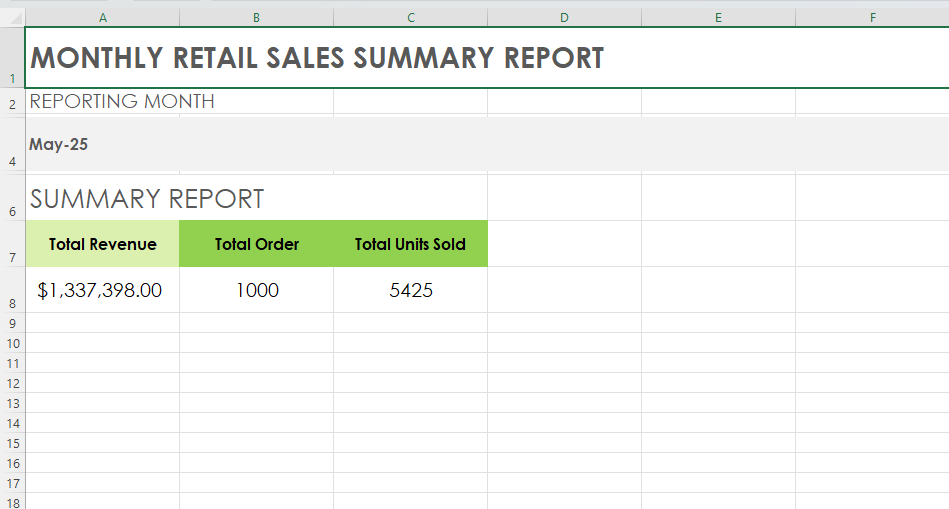 A B C D E F
1 MONTHLY RETAIL SALES SUMMARY REPORT
2 REPORTING MONTH
4 May-25
6 SUMMARY REPORT
7 Total Revenue Total Order Total Units Sold
8 $1,337,398.00 1000 5425
9
10
11
12
13
14
15
16
17
18